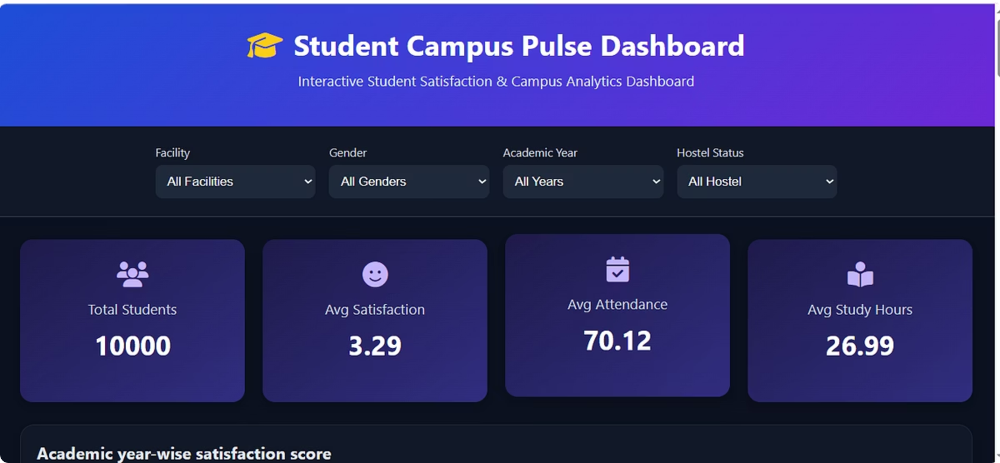 Student Campus Pulse Dashboard
Interactive Student Satisfaction & Campus Analytics Dashboard
Facility
All Facilities
Gender
All Genders
Academic Year
All Years
Hostel Status
All Hostel
Total Students
10000
Avg Satisfaction
3.29
Avg Attendance
70.12
Avg Study Hours
26.99
Academic year-wise satisfaction score